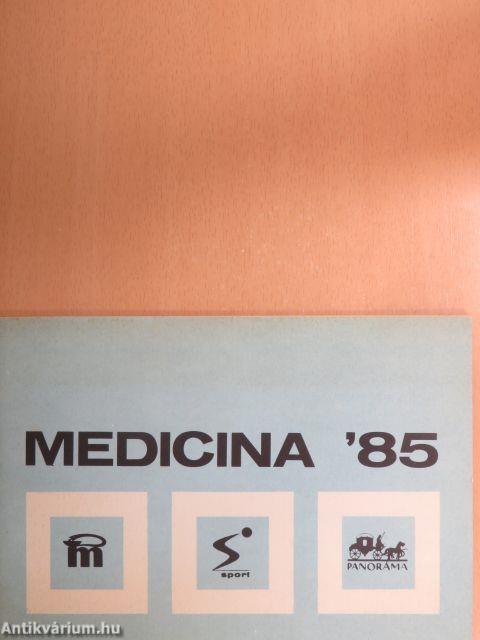 MEDICINA '85
m
sport
PANORÁMA
Antikvárium.hu